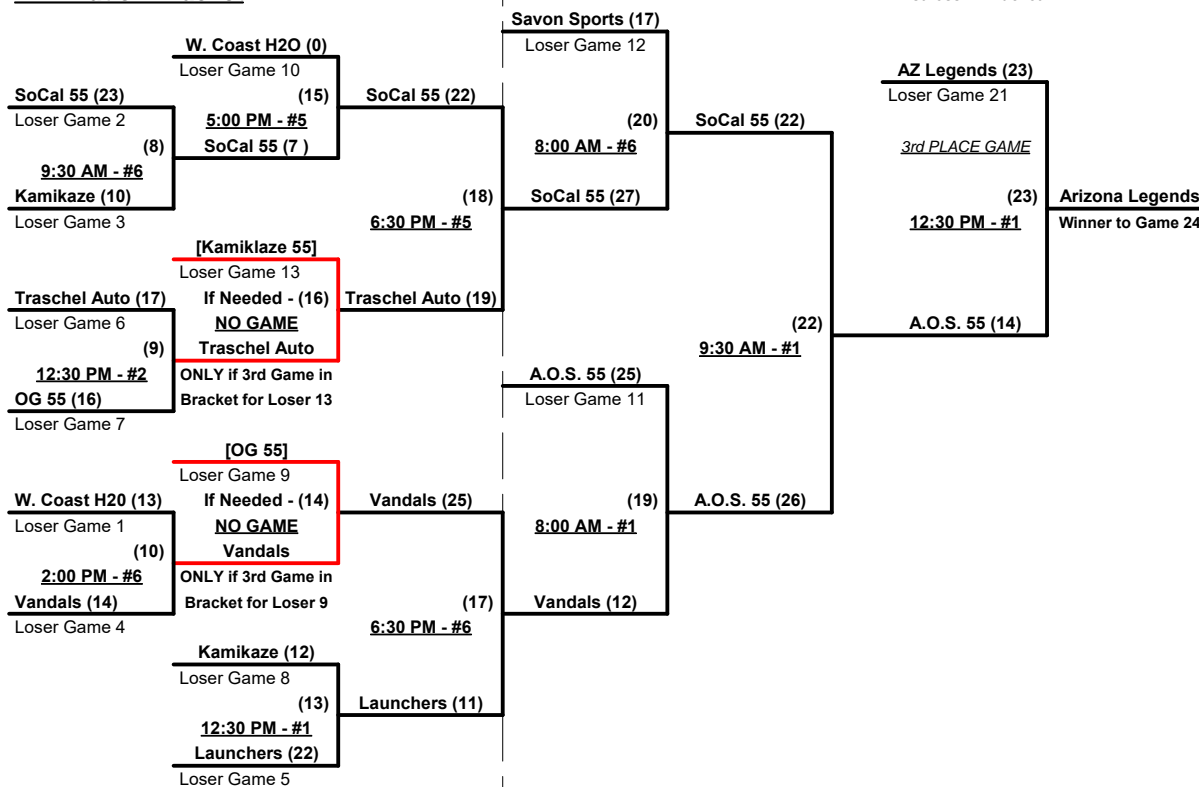 Savon Sports (17)
Loser Game 12
W. Coast H2O (0)
Loser Game 10
AZ Legends (23)
Loser Game 21
SoCal 55 (23)
Loser Game 2
(15)
5:00 PM - #5
SoCal 55 (22)
(20)
8:00 AM - #6
SoCal 55 (22)
3rd PLACE GAME
(8)
9:30 AM - #6
SoCal 55 (7 )
Kamikaze (10)
Loser Game 3
(18)
6:30 PM - #5
SoCal 55 (27)
(23)
12:30 PM - #1
Arizona Legends
Winner to Game 24
[Kamiklaze 55]
Loser Game 13
Traschel Auto (17)
Loser Game 6
If Needed - (16)
NO GAME
Traschel Auto (19)
(22)
9:30 AM - #1
A.O.S. 55 (14)
(9)
12:30 PM - #2
Traschel Auto
ONLY if 3rd Game in
Bracket for Loser 13
A.O.S. 55 (25)
Loser Game 11
OG 55 (16)
Loser Game 7
[OG 55]
Loser Game 9
W. Coast H20 (13)
Loser Game 1
If Needed - (14)
NO GAME
Vandals (25)
(19)
8:00 AM - #1
A.O.S. 55 (26)
(10)
2:00 PM - #6
Vandals
ONLY if 3rd Game in
Bracket for Loser 9
Vandals (14)
Loser Game 4
(17)
6:30 PM - #6
Vandals (12)
Kamikaze (12)
Loser Game 8
(13)
12:30 PM - #1
Launchers (11)
Launchers (22)
Loser Game 5